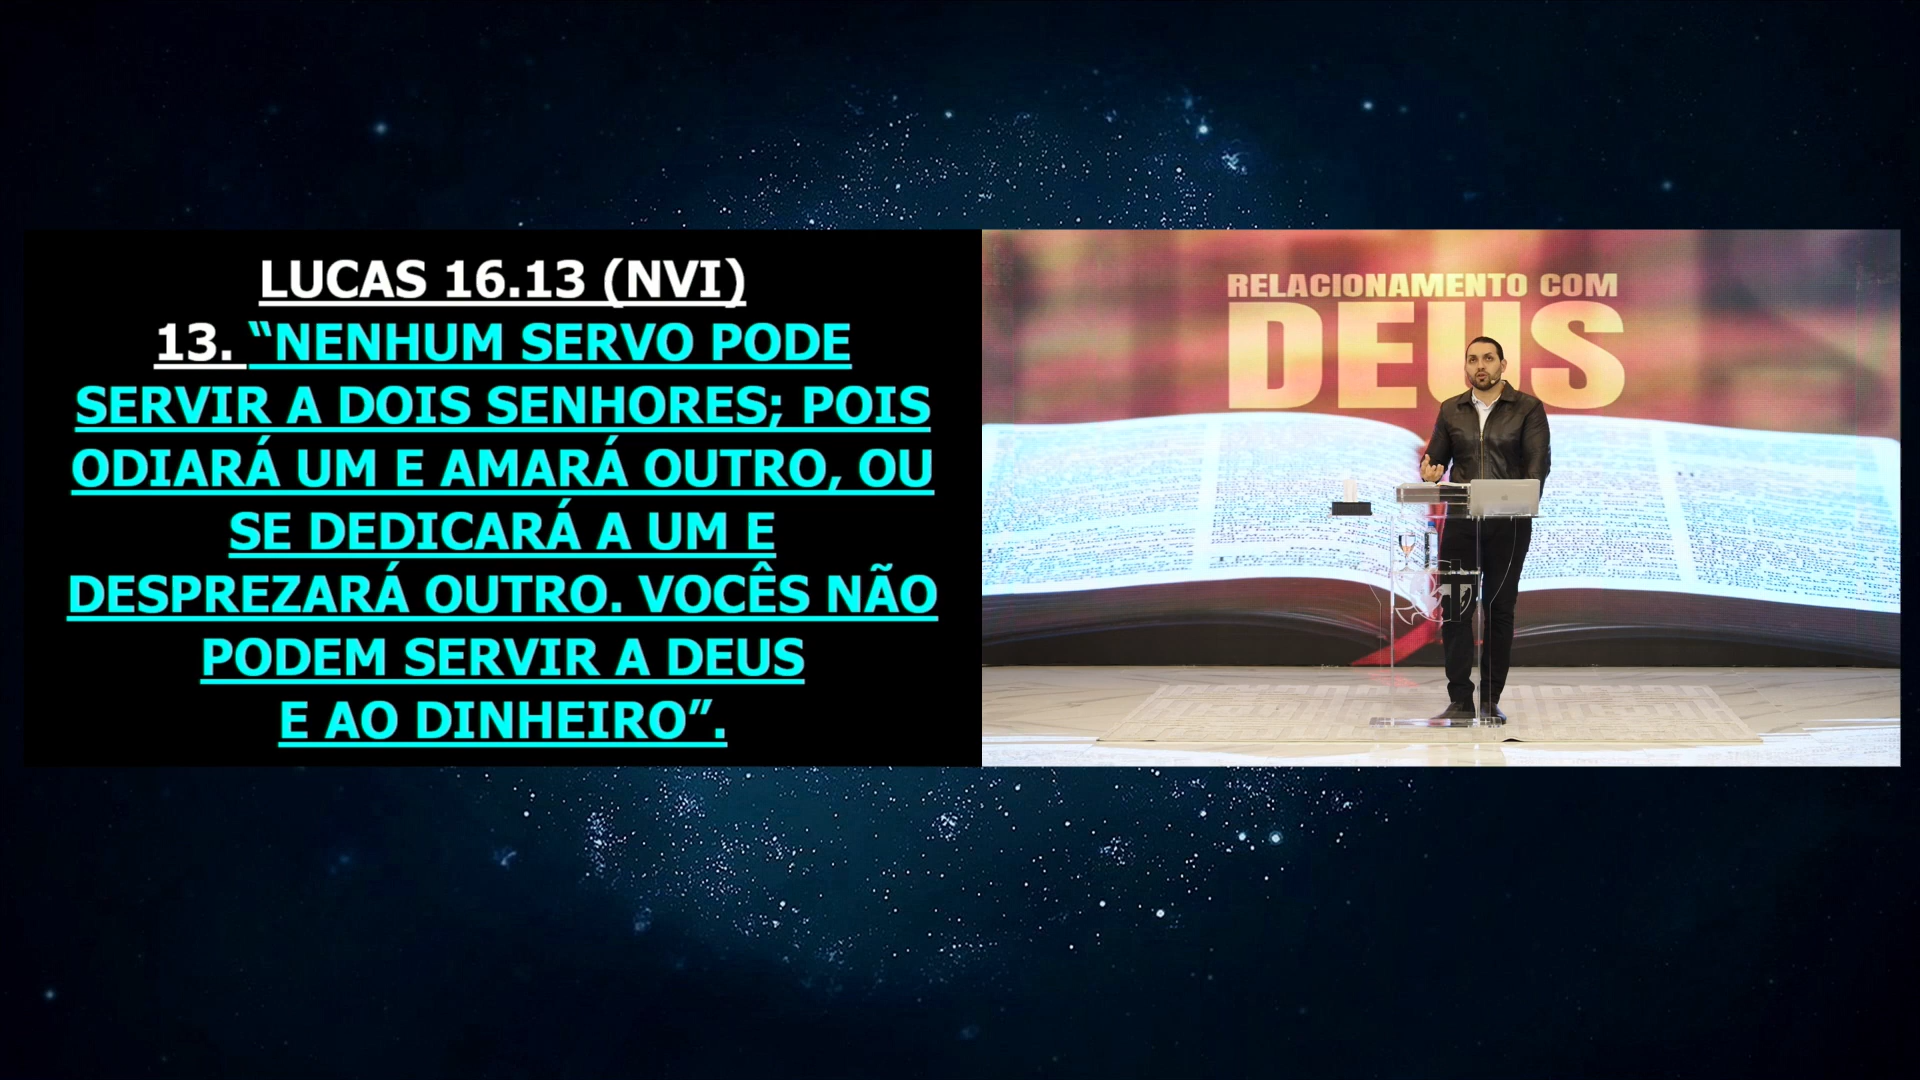 LUCAS 16.13 (NVI)
13. “NENHUM SERVO PODE
SERVIR A DOIS SENHORES; POIS
ODIARÁ UM E AMARÁ OUTRO, OU
SE DEDICARÁ A UM E
DESPREZARÁ OUTRO. VOCÊS NÃO
PODEM SERVIR A DEUS
E AO DINHEIRO”.
RELACIONAMENTO COM
DEUS